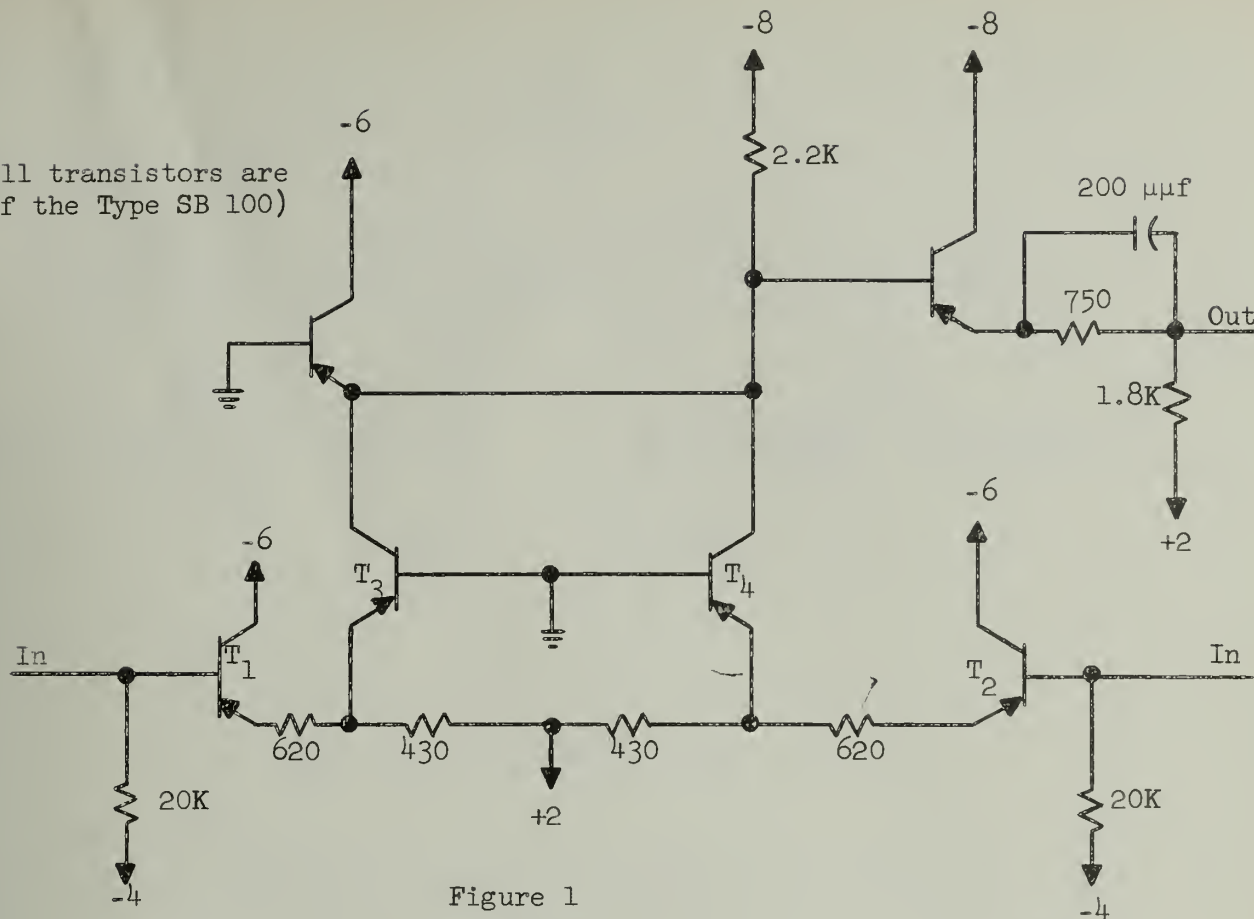 -8
-8
-6
ll transistors are
f the Type SB 100)
2.2K
200 μμf
750
Out
1.8K
-6
+2
-6
T3
T4
In
T1
T2
In
620
430
430
620
20K
+2
20K
-4
-4
Figure 1